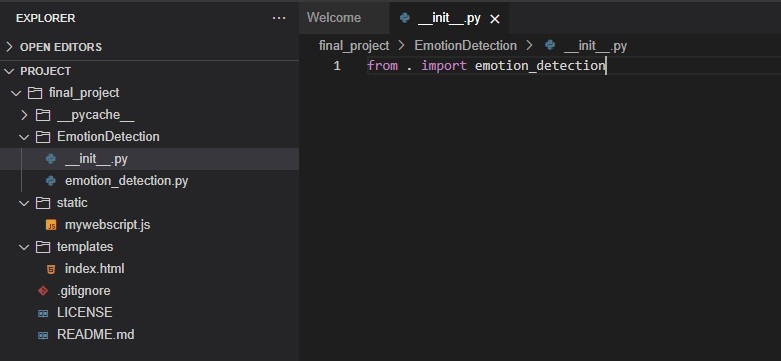 EXPLORER ...
OPEN EDITORS
PROJECT
final_project
__pycache__
EmotionDetection
__init__.py
emotion_detection.py
static
JS mywebscript.js
templates
index.html
.gitignore
LICENSE
README.md
Welcome __init__.py ×
final_project > EmotionDetection > __init__.py
1 from . import emotion_detection